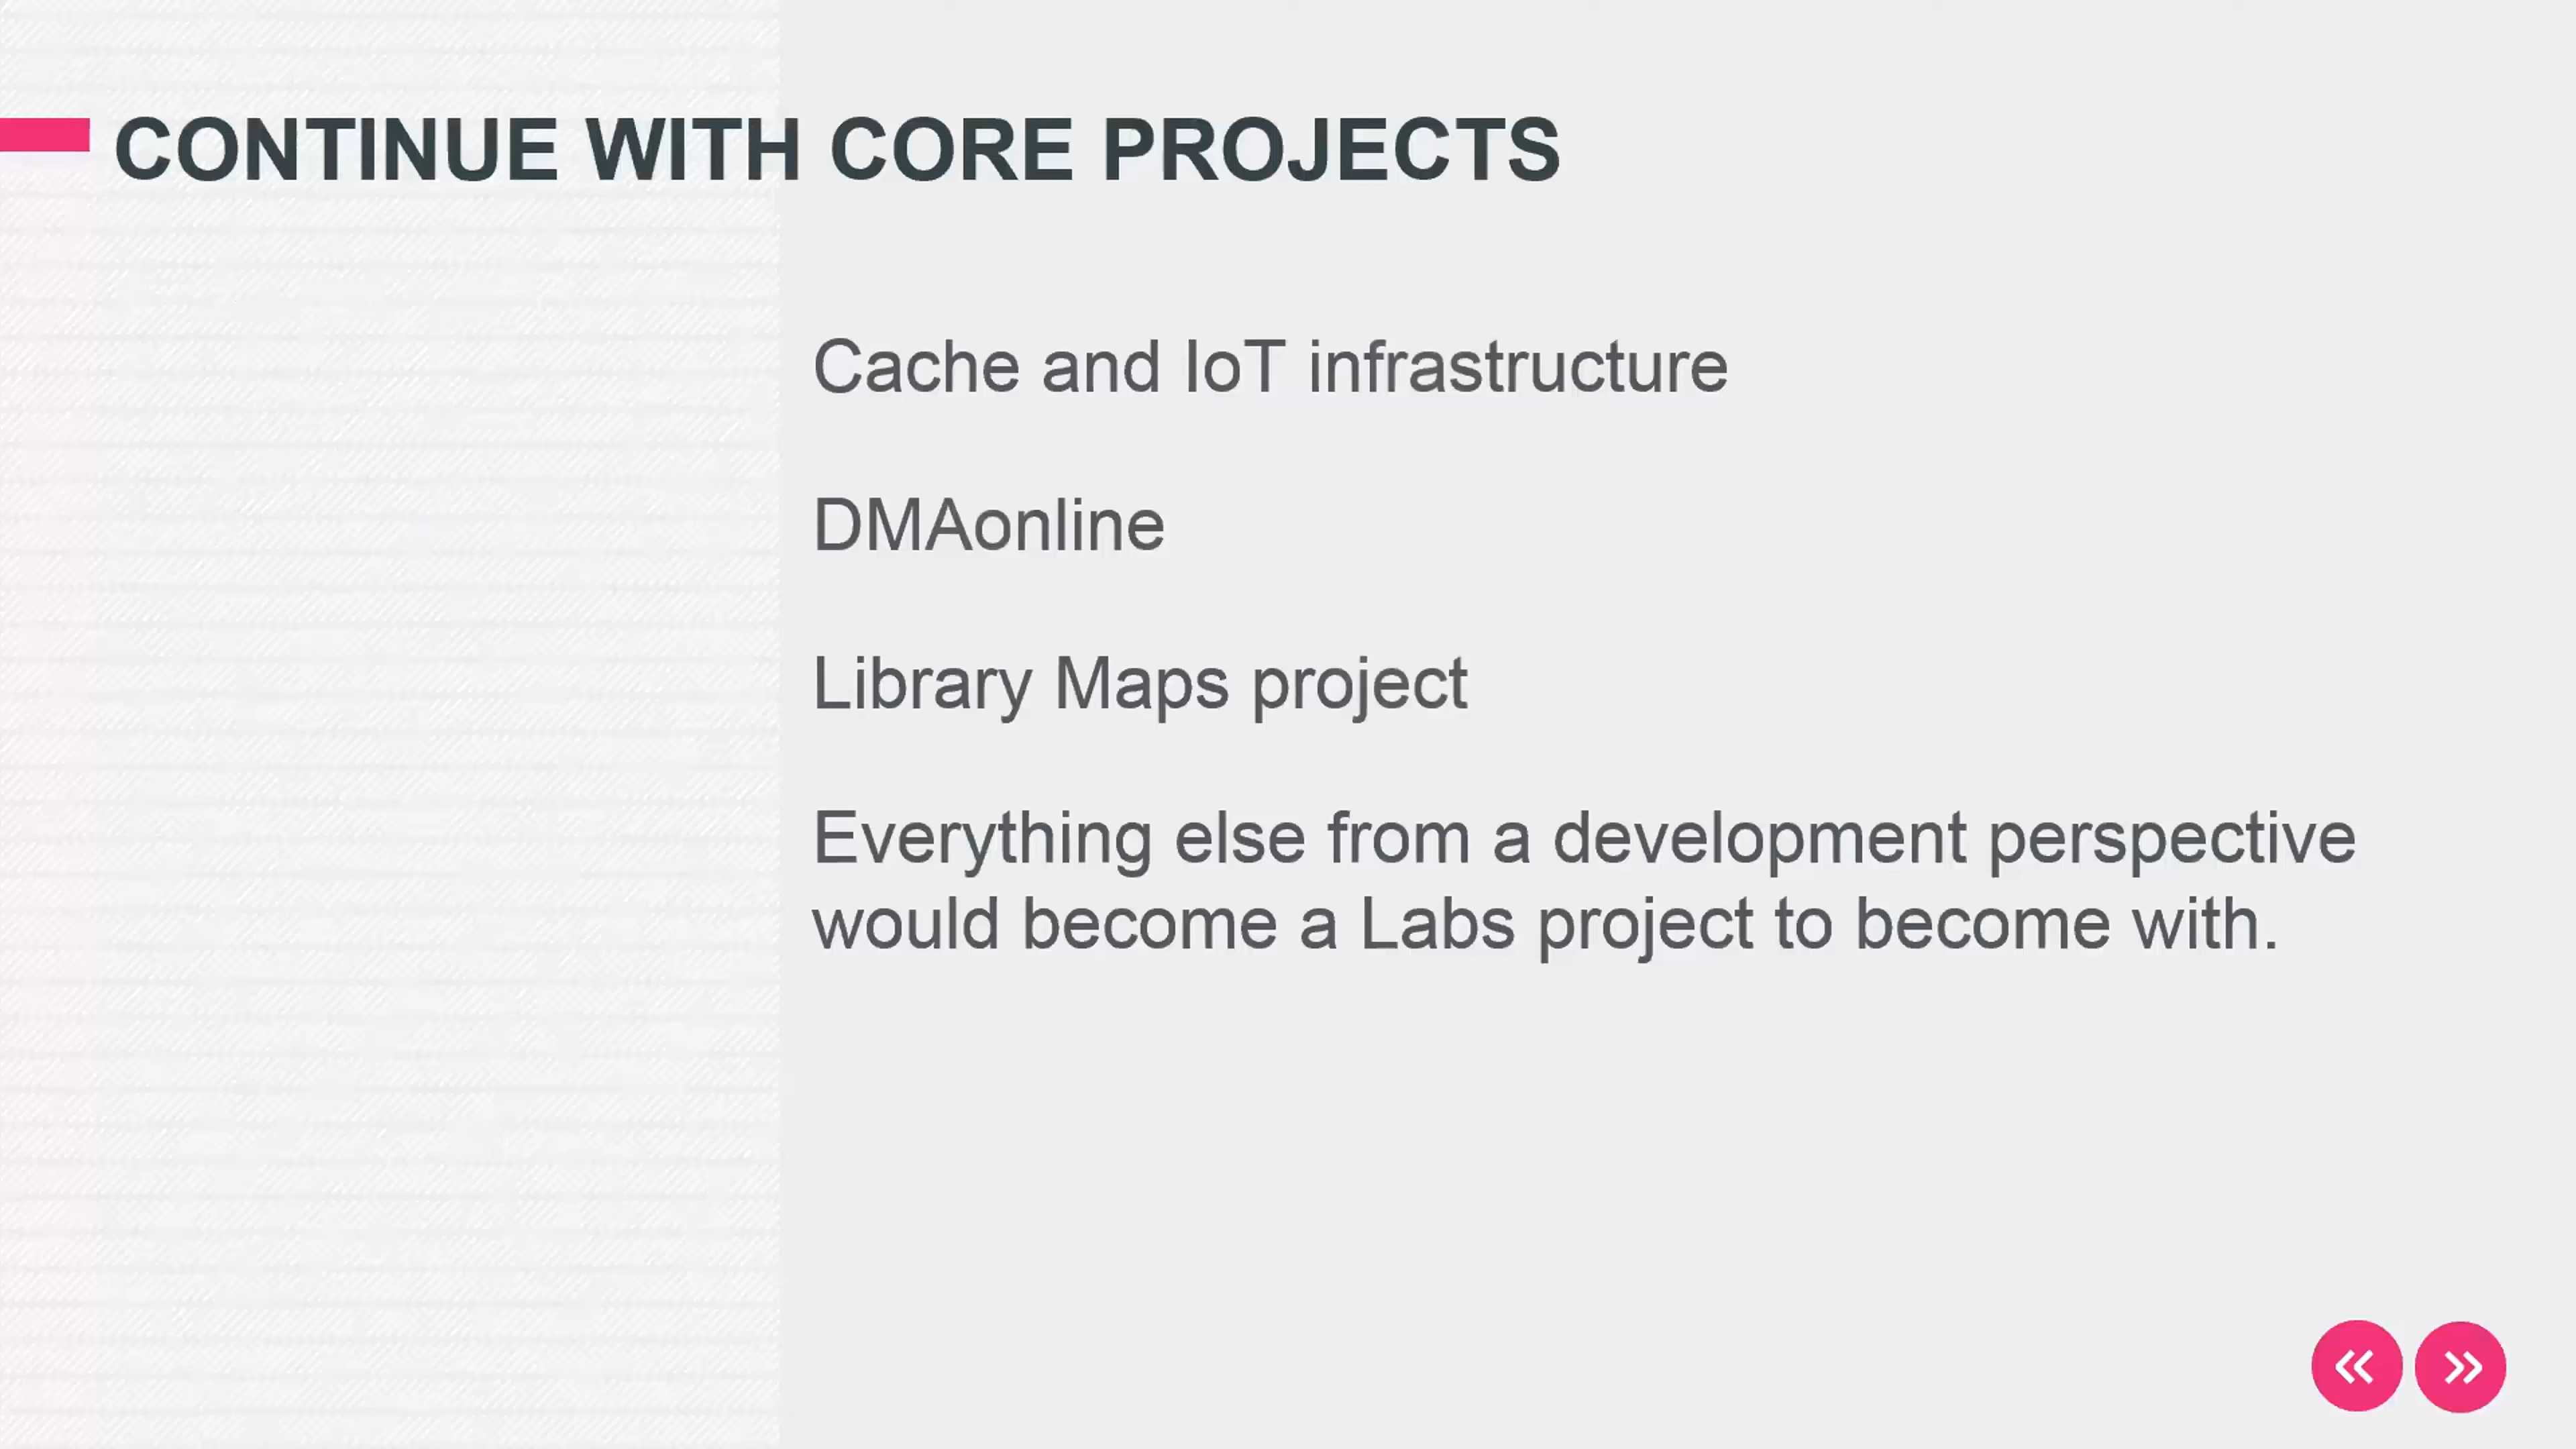 CONTINUE WITH CORE PROJECTS
Cache and IoT infrastructure
DMAonline
Library Maps project
Everything else from a development perspective
would become a Labs project to become with.